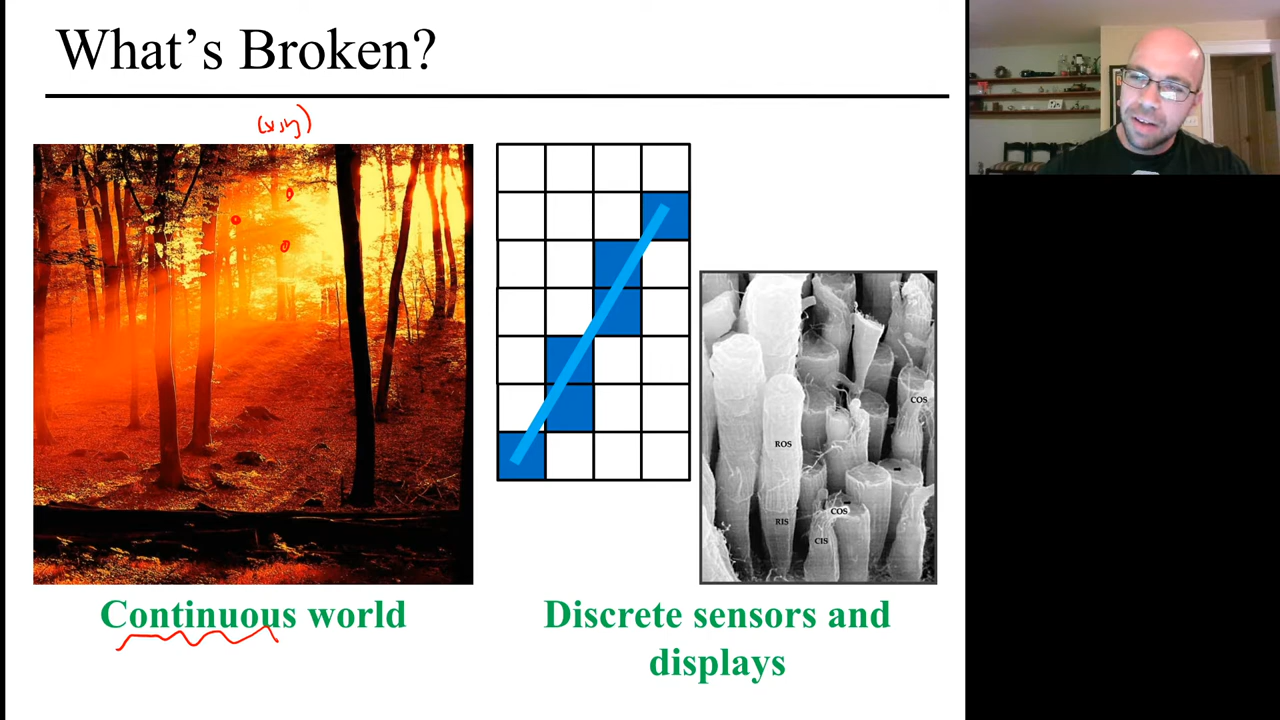 What's Broken?
(x,y)
ROS
COS
RIS
COS
CIS
Continuous world
Discrete sensors and
displays